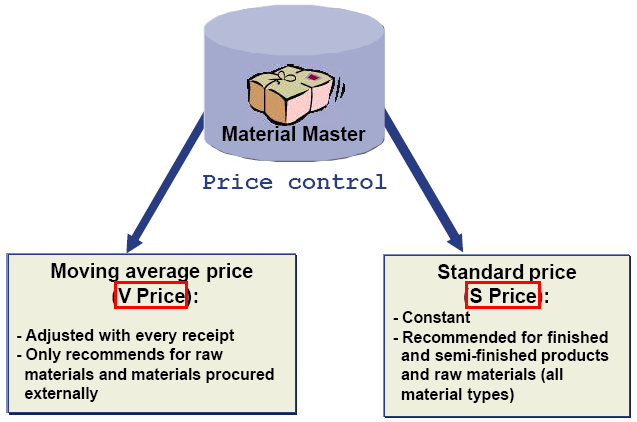 Material Master
Price control
Moving average price
(V Price):
- Adjusted with every receipt
- Only recommends for raw
materials and materials procured
externally
Standard price
(S Price):
- Constant
- Recommended for finished
and semi-finished products
and raw materials (all
material types)